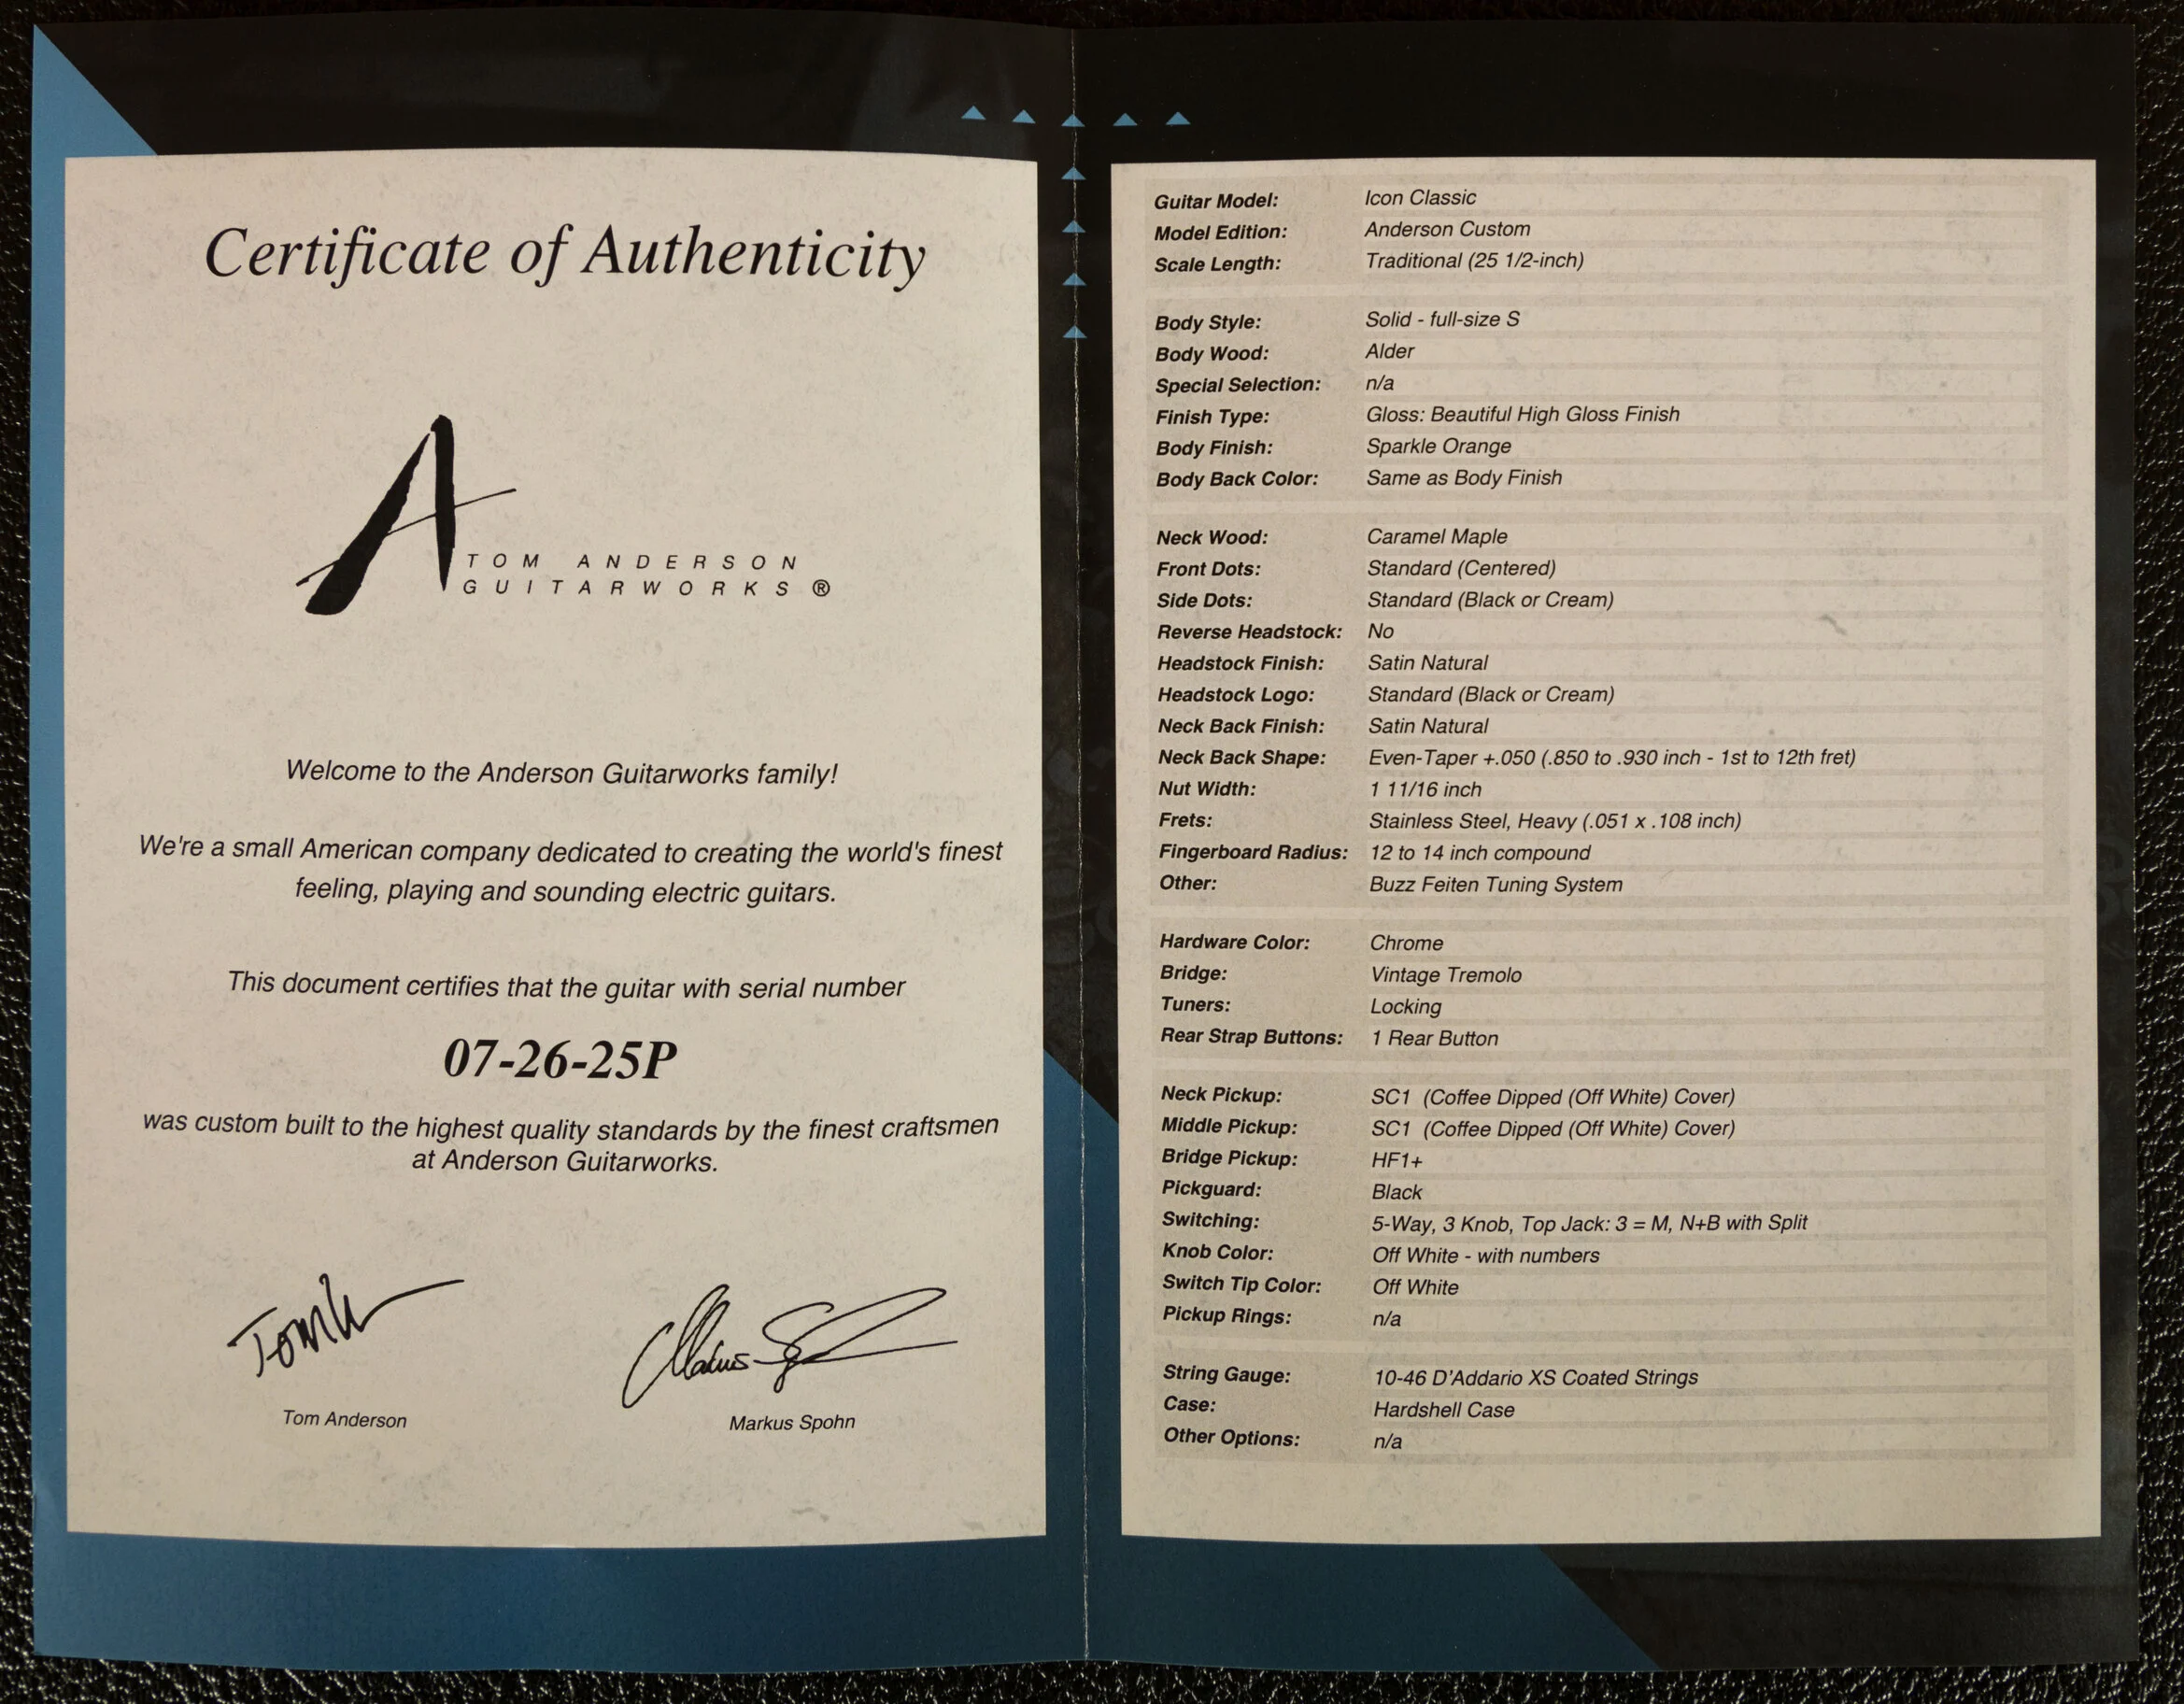 Certificate of Authenticity
TOM ANDERSON
GUITARWORKS ®
Welcome to the Anderson Guitarworks family!
We're a small American company dedicated to creating the world's finest
feeling, playing and sounding electric guitars.
This document certifies that the guitar with serial number
07-26-25P
was custom built to the highest quality standards by the finest craftsmen
at Anderson Guitarworks.
Tom Anderson
Markus Spohn
Guitar Model: Icon Classic
Model Edition: Anderson Custom
Scale Length: Traditional (25 1/2-inch)
Body Style: Solid - full-size S
Body Wood: Alder
Special Selection: n/a
Finish Type: Gloss: Beautiful High Gloss Finish
Body Finish: Sparkle Orange
Body Back Color: Same as Body Finish
Neck Wood: Caramel Maple
Front Dots: Standard (Centered)
Side Dots: Standard (Black or Cream)
Reverse Headstock: No
Headstock Finish: Satin Natural
Headstock Logo: Standard (Black or Cream)
Neck Back Finish: Satin Natural
Neck Back Shape: Even-Taper +.050 (.850 to .930 inch - 1st to 12th fret)
Nut Width: 1 11/16 inch
Frets: Stainless Steel, Heavy (.051 x .108 inch)
Fingerboard Radius: 12 to 14 inch compound
Other: Buzz Feiten Tuning System
Hardware Color: Chrome
Bridge: Vintage Tremolo
Tuners: Locking
Rear Strap Buttons: 1 Rear Button
Neck Pickup: SC1 (Coffee Dipped (Off White) Cover)
Middle Pickup: SC1 (Coffee Dipped (Off White) Cover)
Bridge Pickup: HF1+
Pickguard: Black
Switching: 5-Way, 3 Knob, Top Jack: 3 = M, N+B with Split
Knob Color: Off White - with numbers
Switch Tip Color: Off White
Pickup Rings: n/a
String Gauge: 10-46 D'Addario XS Coated Strings
Case: Hardshell Case
Other Options: n/a